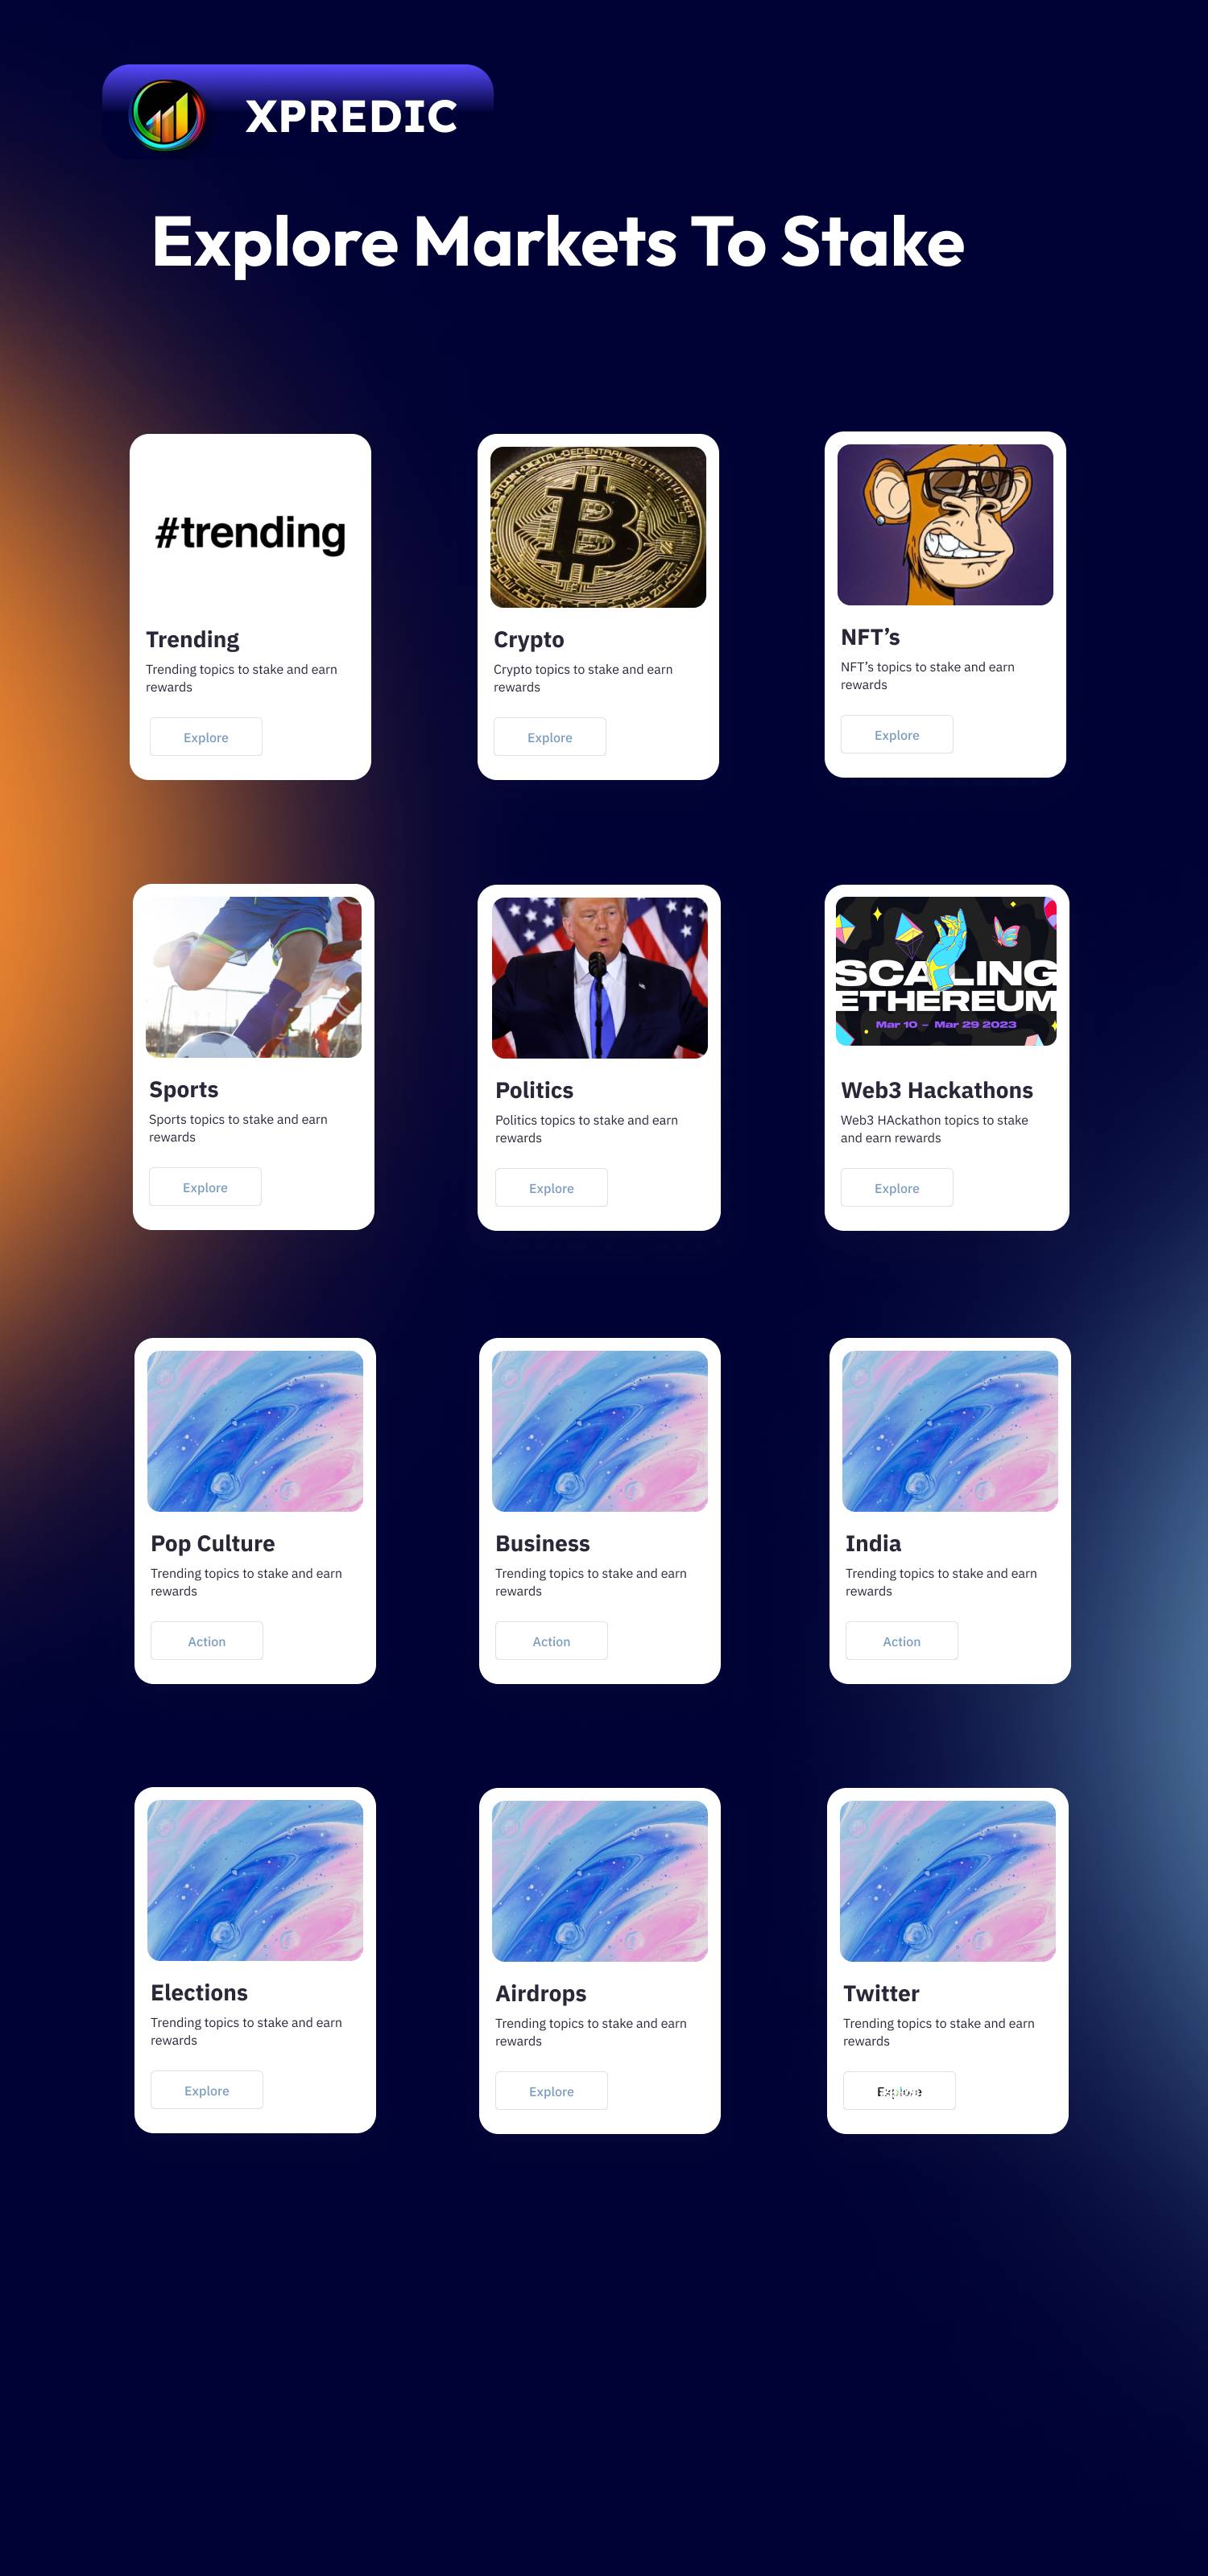 XPREDIC
Explore Markets To Stake
#trending
Trending
Trending topics to stake and earn
rewards
Explore
Crypto
Crypto topics to stake and earn
rewards
Explore
NFT’s
NFT’s topics to stake and earn
rewards
Explore
Sports
Sports topics to stake and earn
rewards
Explore
Politics
Politics topics to stake and earn
rewards
Explore
SCALING
ETHEREUM
Mar 10 – Mar 29 2023
Web3 Hackathons
Web3 HAckathon topics to stake
and earn rewards
Explore
Pop Culture
Trending topics to stake and earn
rewards
Action
Business
Trending topics to stake and earn
rewards
Action
India
Trending topics to stake and earn
rewards
Action
Elections
Trending topics to stake and earn
rewards
Explore
Airdrops
Trending topics to stake and earn
rewards
Explore
Twitter
Trending topics to stake and earn
rewards
Explore